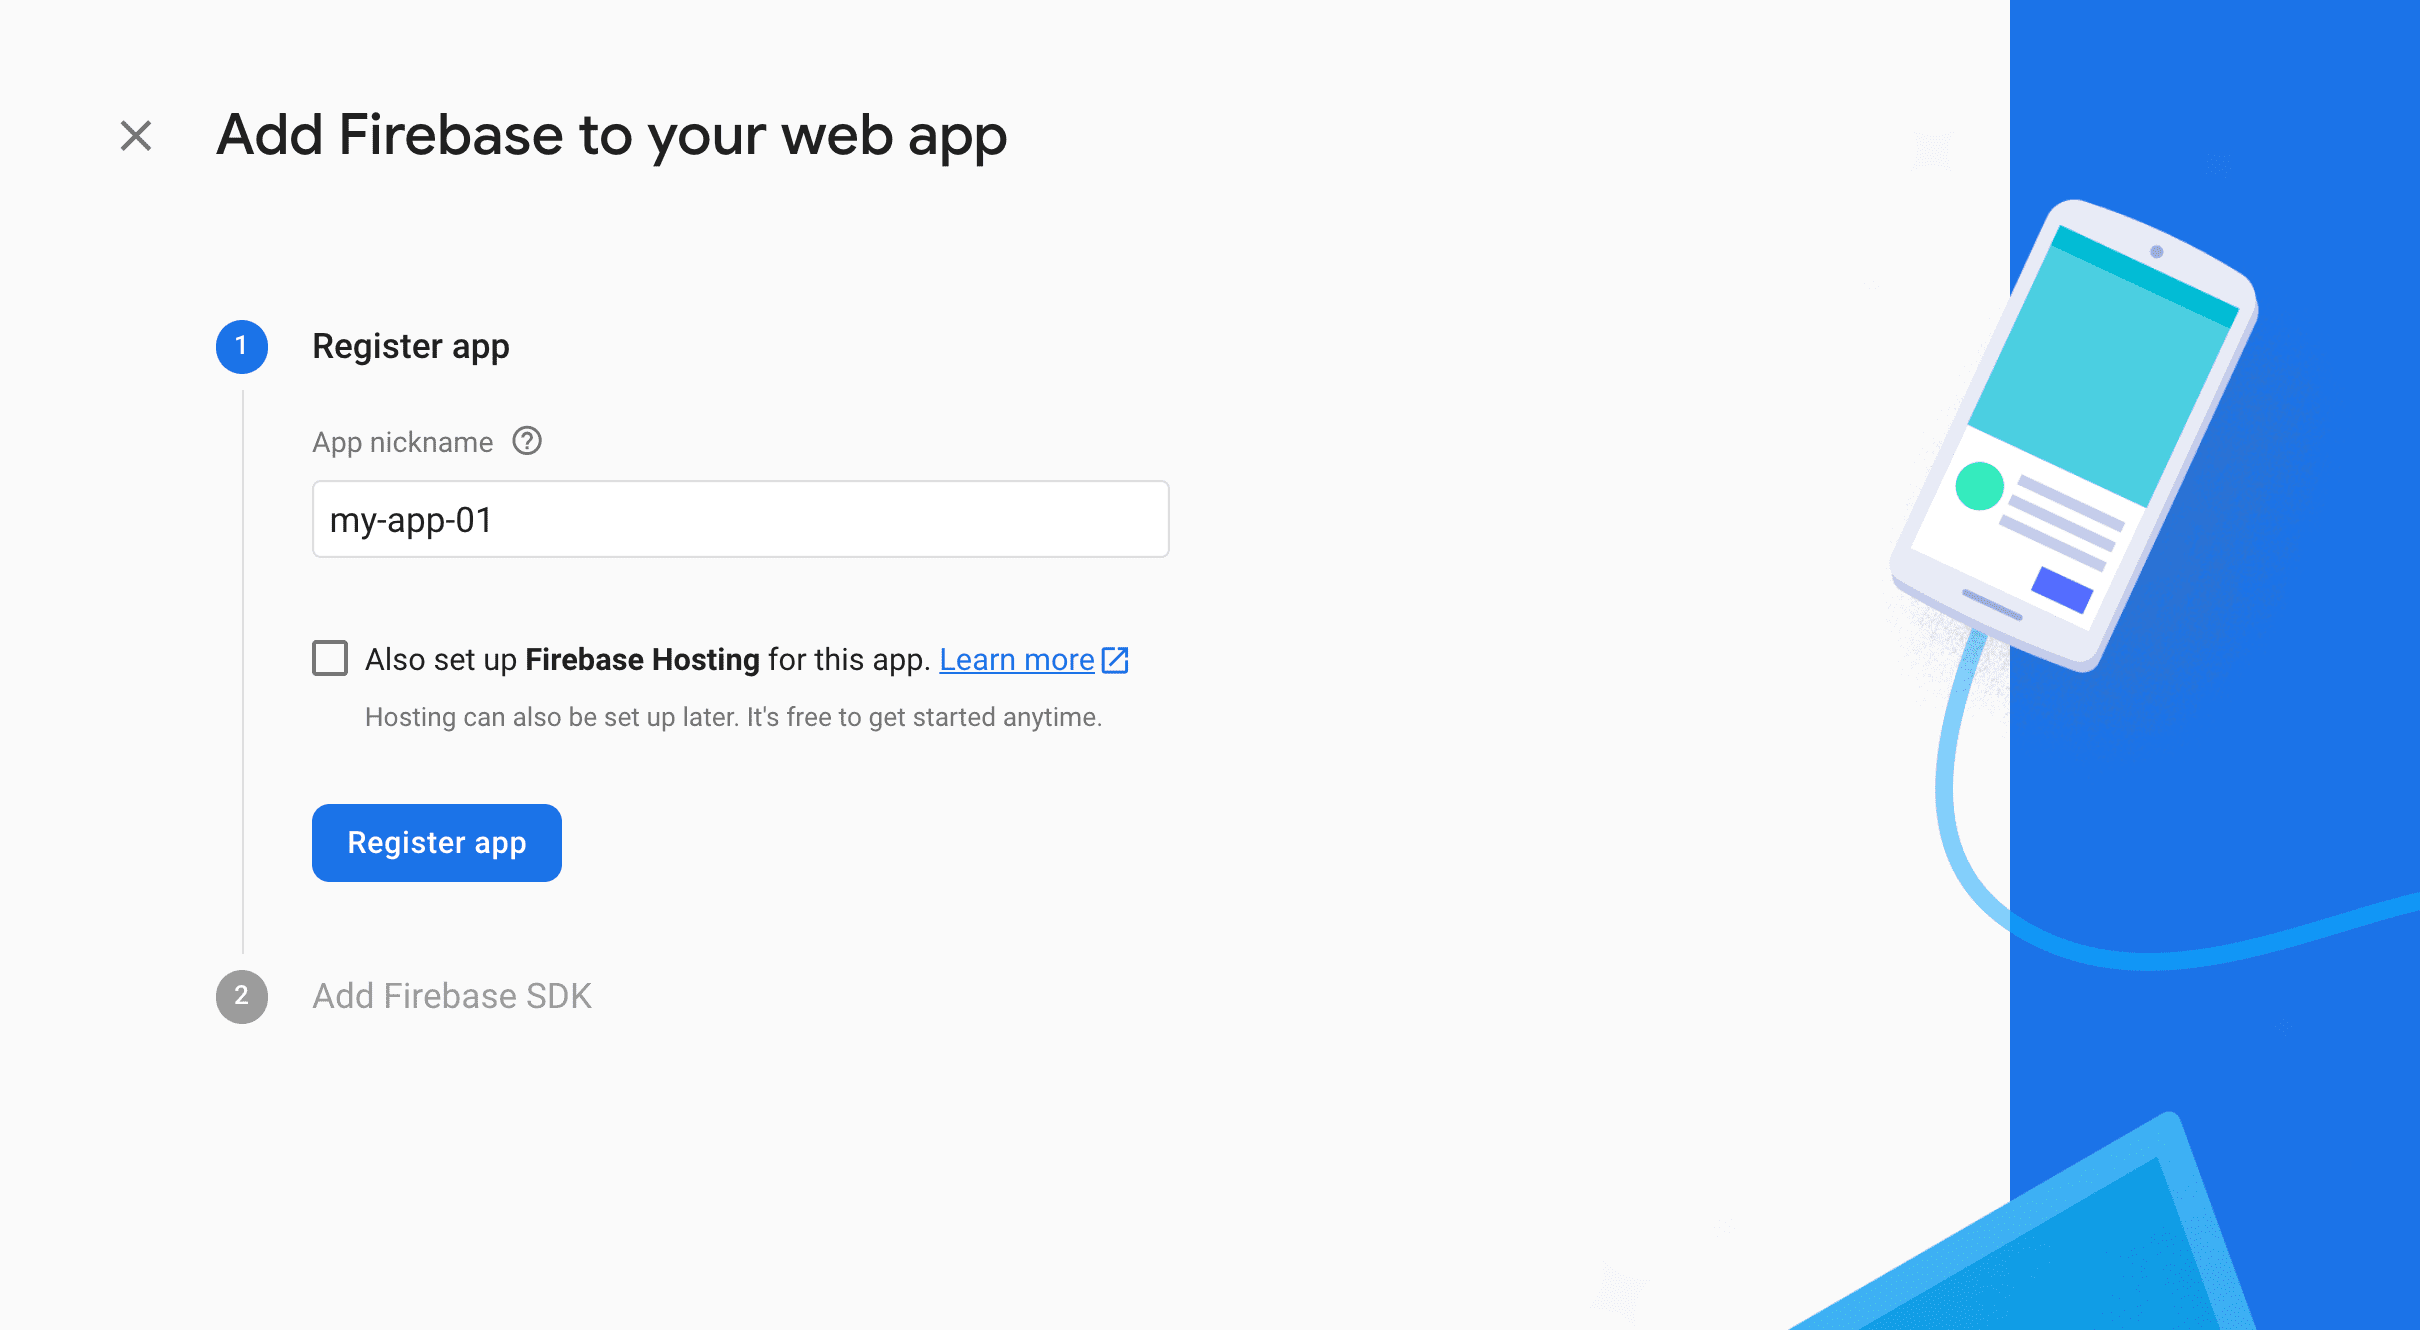 Add Firebase to your web app
1
Register app
App nickname
my-app-01
Also set up Firebase Hosting for this app. Learn more
Hosting can also be set up later. It's free to get started anytime.
Register app
2
Add Firebase SDK